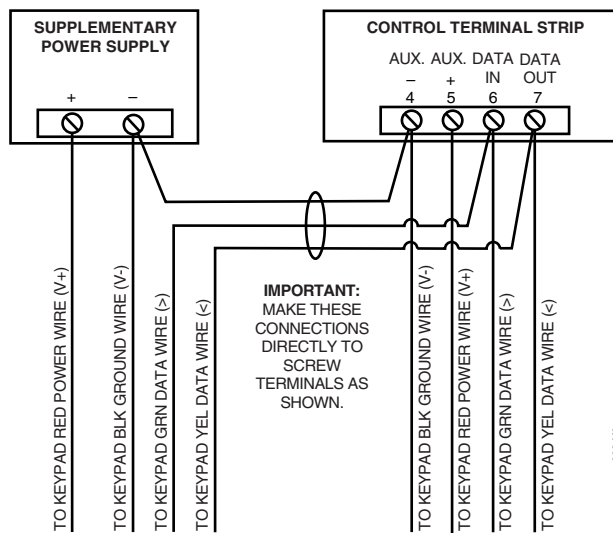 SUPPLEMENTARY
POWER SUPPLY
+ –
CONTROL TERMINAL STRIP
AUX. AUX. DATA DATA
– + IN OUT
4 5 6 7
IMPORTANT:
MAKE THESE
CONNECTIONS
DIRECTLY TO
SCREW
TERMINALS AS
SHOWN.
TO KEYPAD RED POWER WIRE (V+)
TO KEYPAD BLK GROUND WIRE (V-)
TO KEYPAD GRN DATA WIRE (>)
TO KEYPAD YEL DATA WIRE (<)
TO KEYPAD BLK GROUND WIRE (V-)
TO KEYPAD RED POWER WIRE (V+)
TO KEYPAD GRN DATA WIRE (>)
TO KEYPAD YEL DATA WIRE (<)